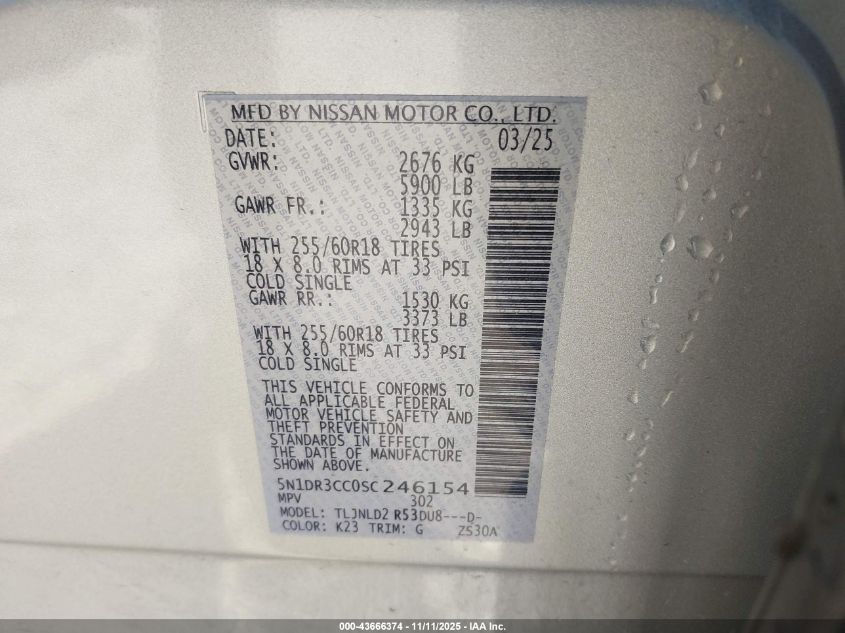 MFD BY NISSAN MOTOR CO., LTD.
DATE: 03/25
GVWR: 2676 KG
5900 LB
GAWR FR.: 1335 KG
2943 LB
WITH 255/60R18 TIRES
18 X 8.0 RIMS AT 33 PSI
COLD SINGLE
GAWR RR.: 1530 KG
3373 LB
WITH 255/60R18 TIRES
18 X 8.0 RIMS AT 33 PSI
COLD SINGLE
THIS VEHICLE CONFORMS TO
ALL APPLICABLE FEDERAL
MOTOR VEHICLE SAFETY AND
THEFT PREVENTION
STANDARDS IN EFFECT ON
THE DATE OF MANUFACTURE
SHOWN ABOVE.
5N1DR3CC0SC246154
MPV 302
MODEL: TLJNLD2 R53DU8---D-
COLOR: K23 TRIM: G ZS30A
000-43666374 - 11/11/2025 - IAA Inc.